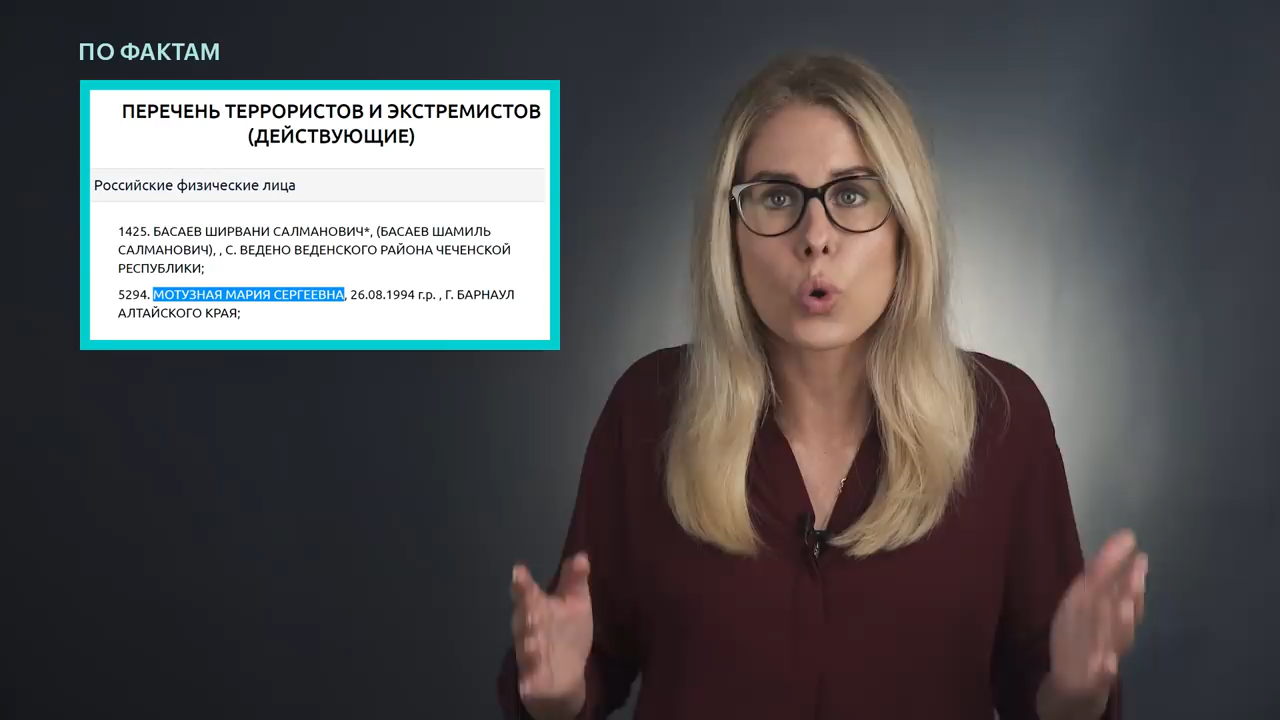 ПО ФАКТАМ
ПЕРЕЧЕНЬ ТЕРРОРИСТОВ И ЭКСТРЕМИСТОВ
(ДЕЙСТВУЮЩИЕ)
Российские физические лица
1425. БАСАЕВ ШИРВАНИ САЛМАНОВИЧ*, (БАСАЕВ ШАМИЛЬ
САЛМАНОВИЧ), , С. ВЕДЕНО ВЕДЕНСКОГО РАЙОНА ЧЕЧЕНСКОЙ
РЕСПУБЛИКИ;
5294. МОТУЗНАЯ МАРИЯ СЕРГЕЕВНА, 26.08.1994 г.р. , Г. БАРНАУЛ
АЛТАЙСКОГО КРАЯ;